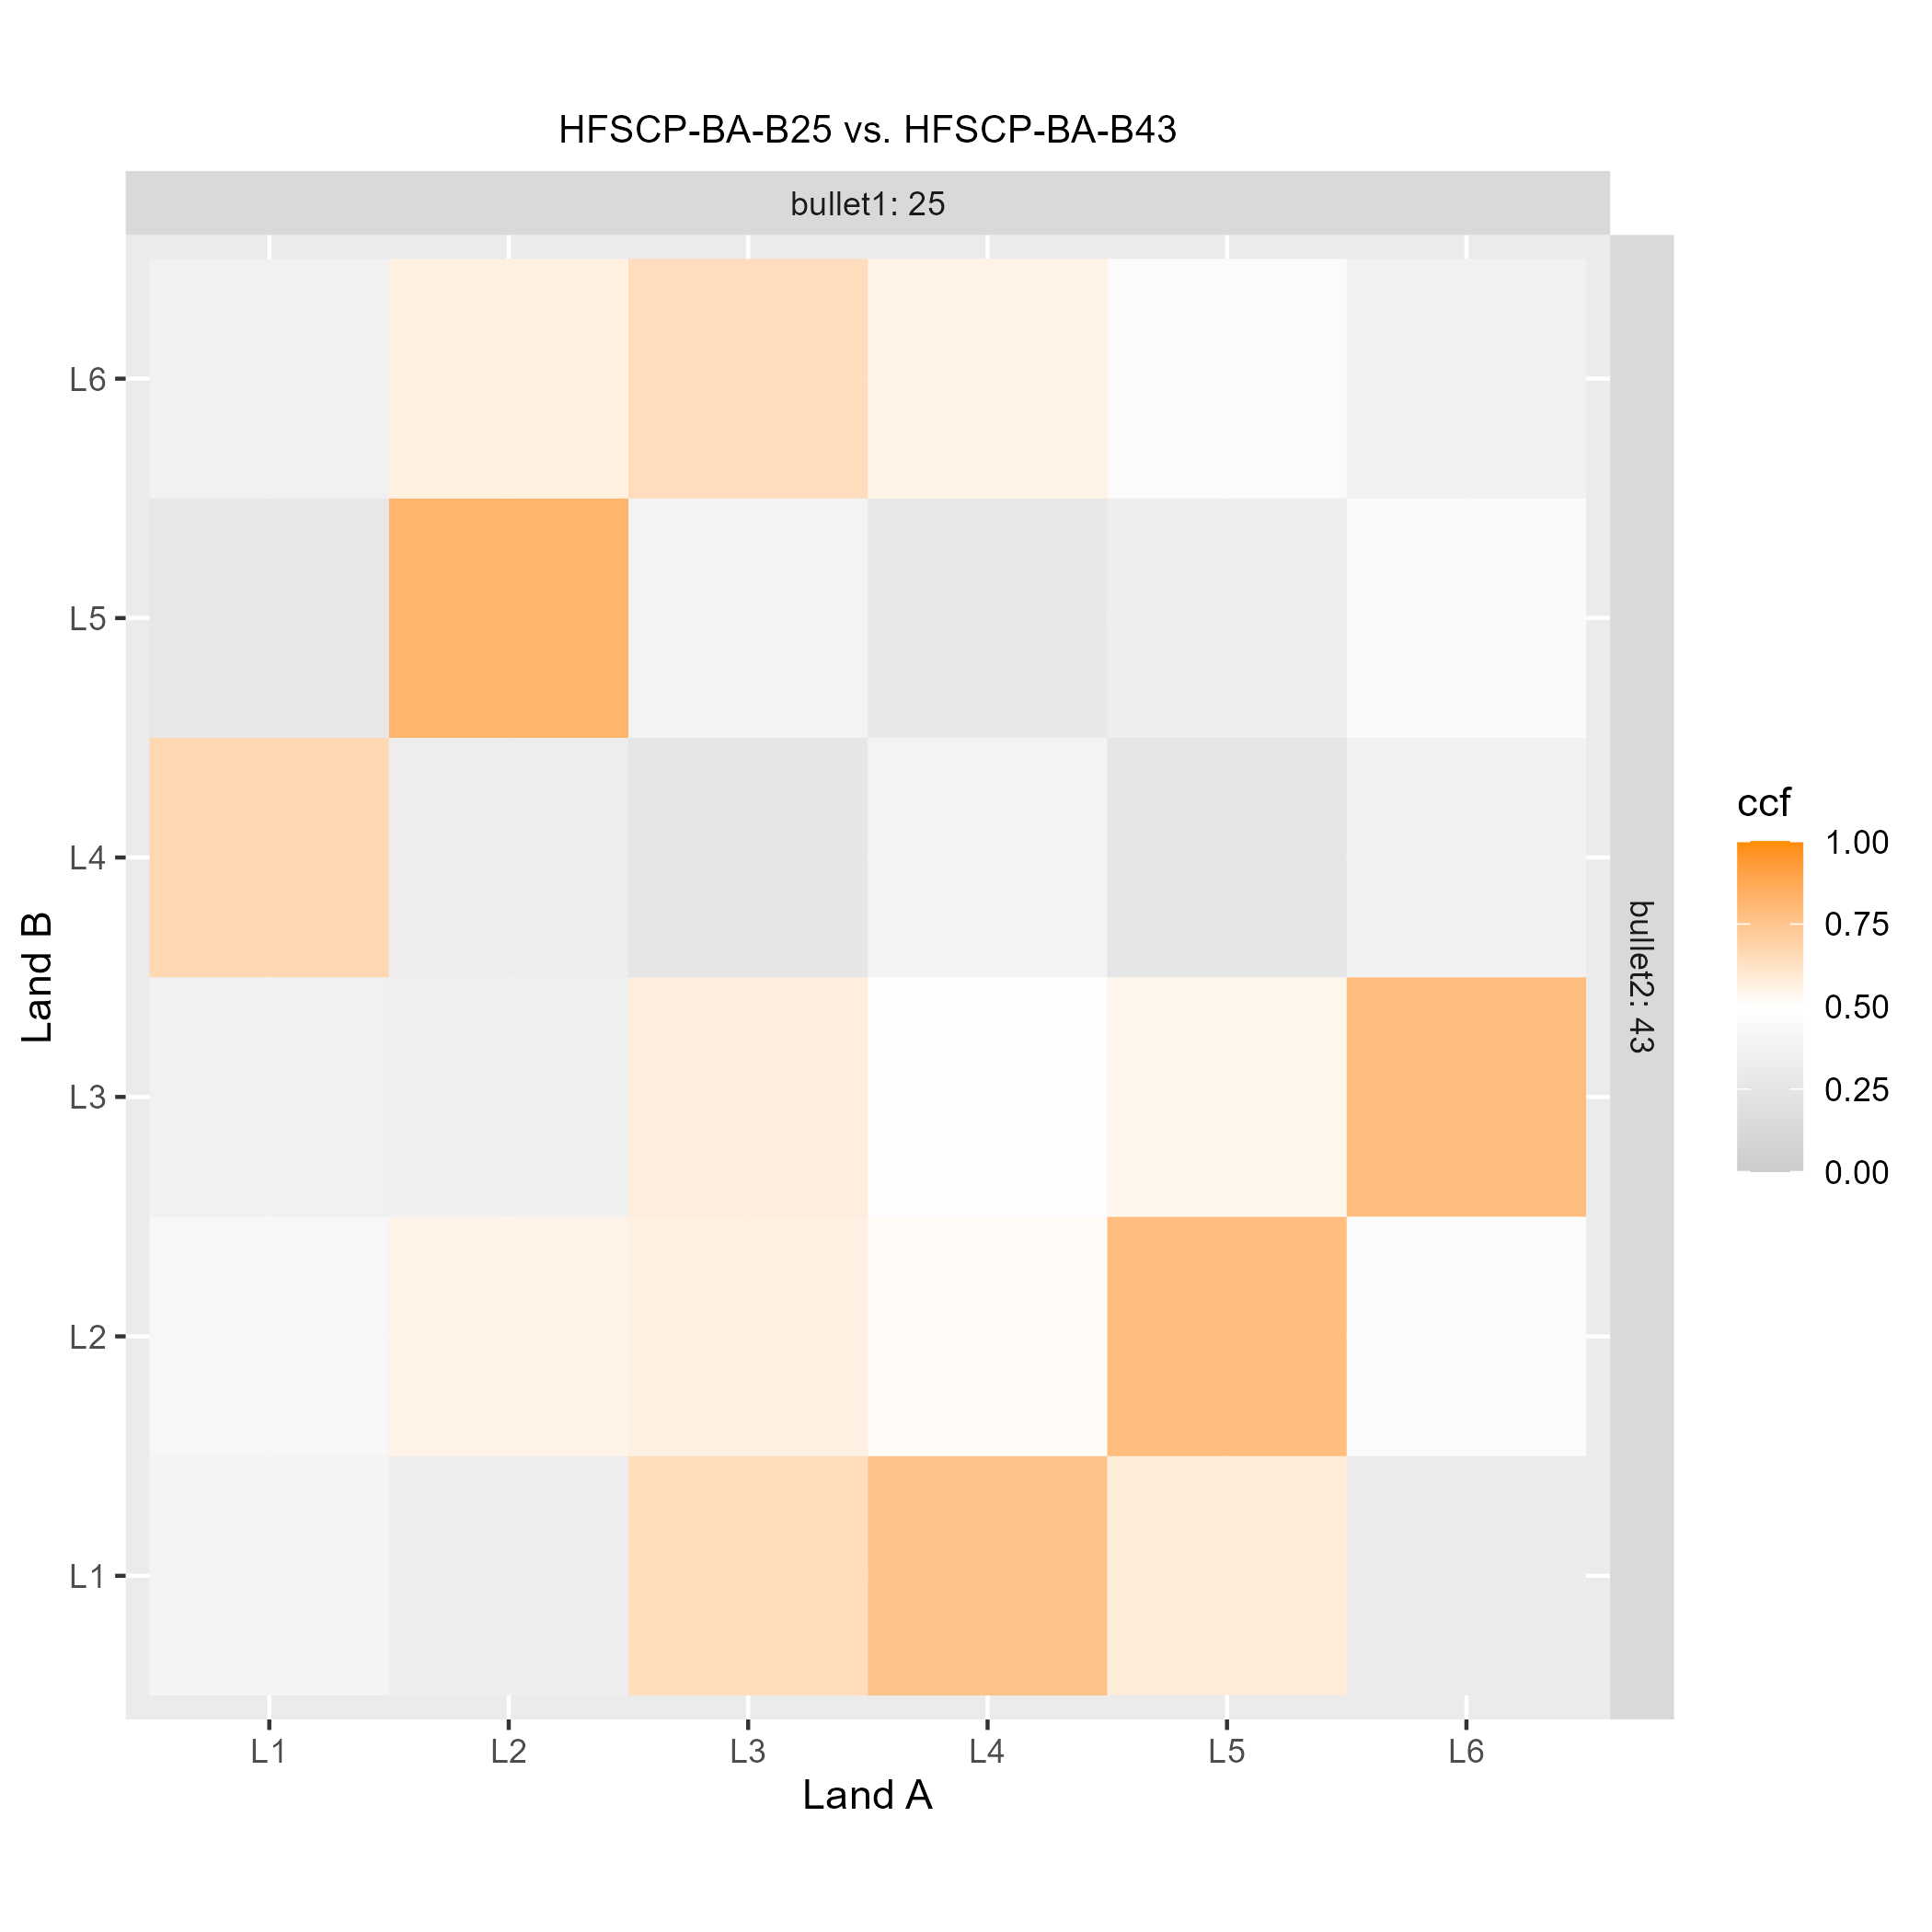 HFSCP-BA-B25 vs. HFSCP-BA-B43
bullet1: 25
L6
L5
L4
L3
L2
L1
Land B
bullet2: 43
ccf
1.00
0.75
0.50
0.25
0.00
L1 L2 L3 L4 L5 L6
Land A